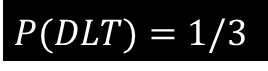 P(DLT) = 1/3